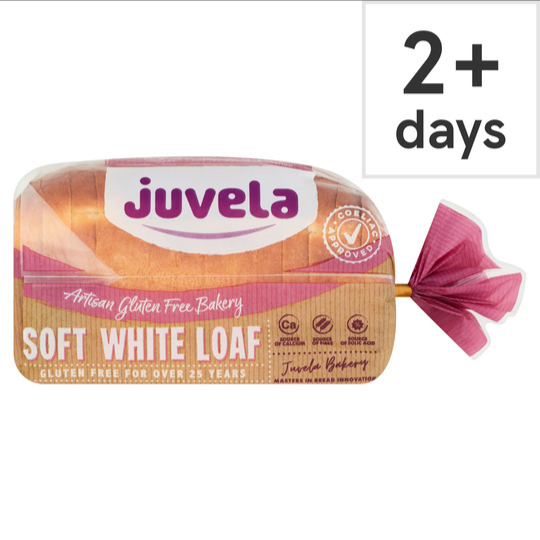 2+
days
juvela
COELIAC
APPROVED
Artisan Gluten Free Bakery
SOFT WHITE LOAF
GLUTEN FREE FOR OVER 25 YEARS
Ca
SOURCE
OF CALCIUM
SOURCE
OF FIBRE
SOURCE
OF FOLIC ACID
Juvela Bakery
MASTERS IN BREAD INNOVATION